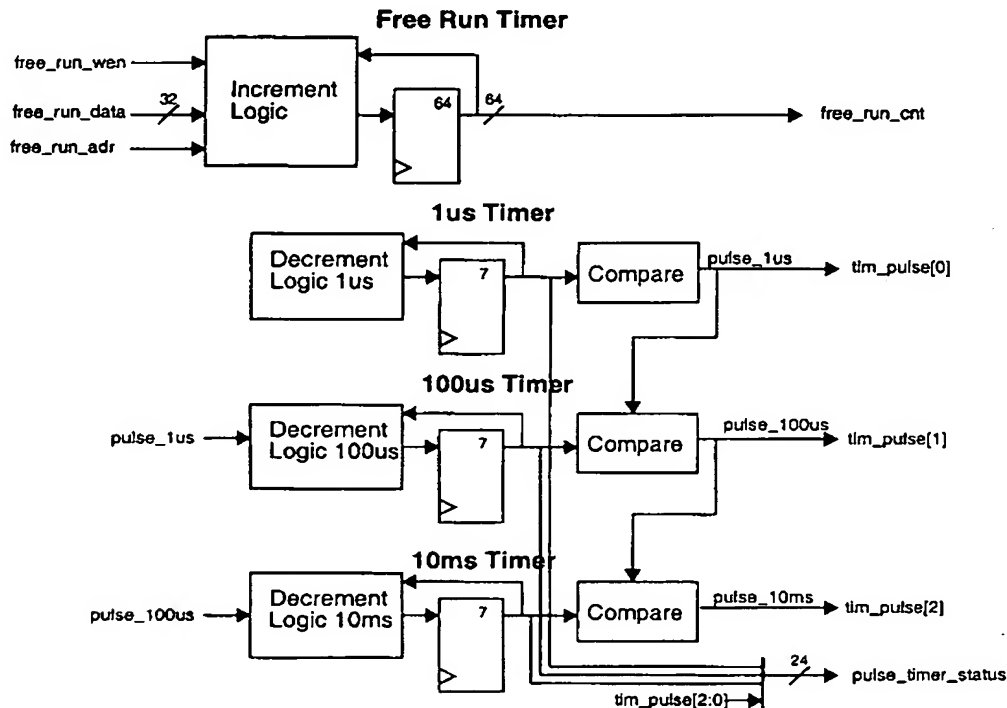 Free Run Timer
free_run_wen
free_run_data
32
free_run_adr
Increment
Logic
64
64
free_run_cnt
1us Timer
Decrement
Logic 1us
7
Compare
pulse_1us
tim_pulse[0]
100us Timer
pulse_1us
Decrement
Logic 100us
7
Compare
pulse_100us
tim_pulse[1]
10ms Timer
pulse_100us
Decrement
Logic 10ms
7
Compare
pulse_10ms
tim_pulse[2]
24
pulse_timer_status
tim_pulse[2:0]